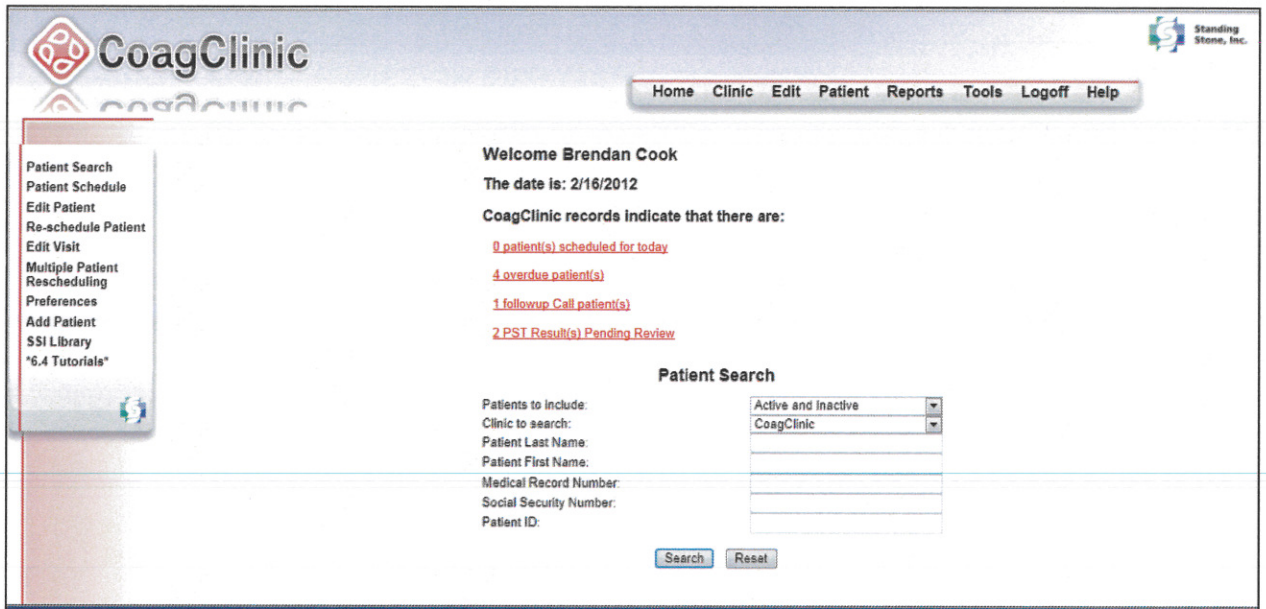 CoagClinic
Standing
Stone, Inc.
Home Clinic Edit Patient Reports Tools Logoff Help
Patient Search
Patient Schedule
Edit Patient
Re-schedule Patient
Edit Visit
Multiple Patient
Rescheduling
Preferences
Add Patient
SSI Library
*6.4 Tutorials*
Welcome Brendan Cook
The date is: 2/16/2012
CoagClinic records indicate that there are:
0 patient(s) scheduled for today
4 overdue patient(s)
1 followup Call patient(s)
2 PST Result(s) Pending Review
Patient Search
Patients to include: Active and Inactive
Clinic to search: CoagClinic
Patient Last Name:
Patient First Name:
Medical Record Number:
Social Security Number:
Patient ID:
Search Reset